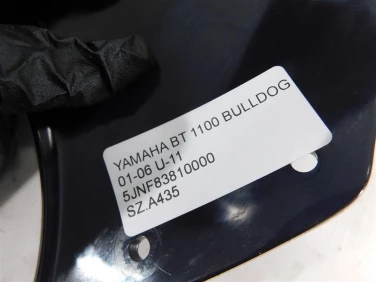 YAMAHA BT 1100 BULLDOG
01-06 U-11
5JNF83810000
SZ.A435